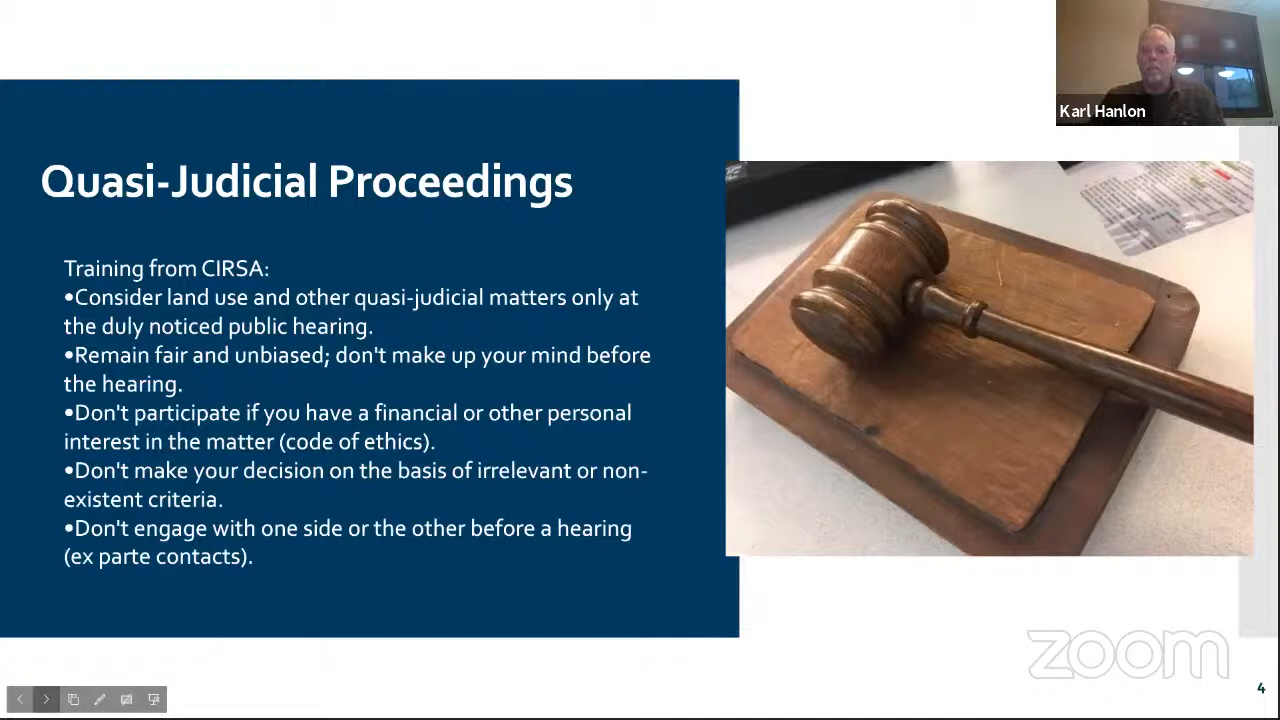 Karl Hanlon
Quasi-Judicial Proceedings
Training from CIRSA:
•Consider land use and other quasi-judicial matters only at
the duly noticed public hearing.
•Remain fair and unbiased; don't make up your mind before
the hearing.
•Don't participate if you have a financial or other personal
interest in the matter (code of ethics).
•Don't make your decision on the basis of irrelevant or non-
existent criteria.
•Don't engage with one side or the other before a hearing
(ex parte contacts).
zoom
4